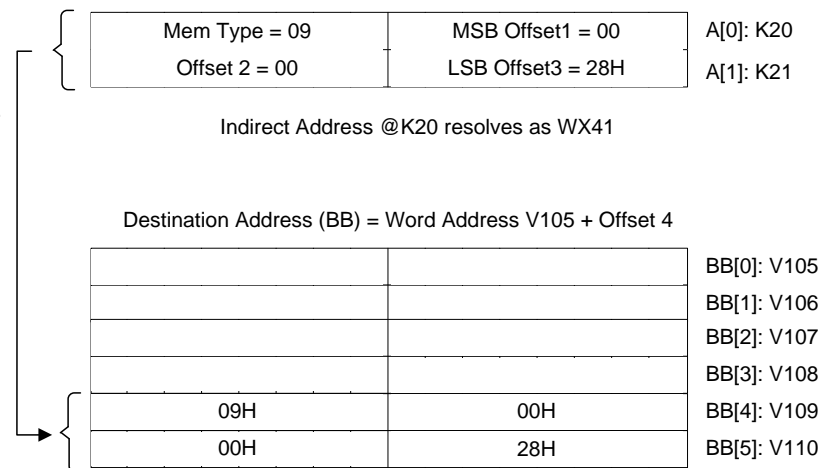 Mem Type = 09 MSB Offset1 = 00 A[0]: K20
Offset 2 = 00 LSB Offset3 = 28H A[1]: K21
Indirect Address @K20 resolves as WX41
Destination Address (BB) = Word Address V105 + Offset 4
BB[0]: V105
BB[1]: V106
BB[2]: V107
BB[3]: V108
09H 00H BB[4]: V109
00H 28H BB[5]: V110